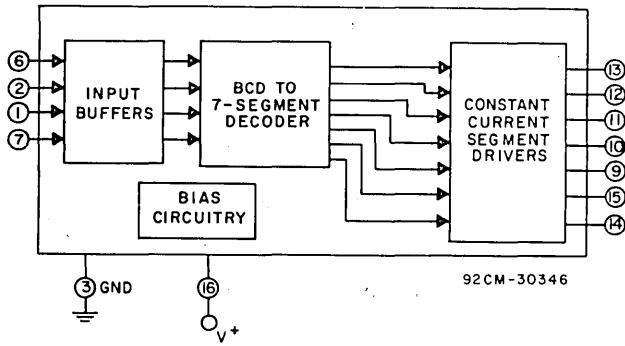 6
2
1
7
INPUT
BUFFERS
BCD TO
7-SEGMENT
DECODER
BIAS
CIRCUITRY
CONSTANT
CURRENT
SEGMENT
DRIVERS
13
12
11
10
9
15
14
3 GND
16
V+
92CM-30346